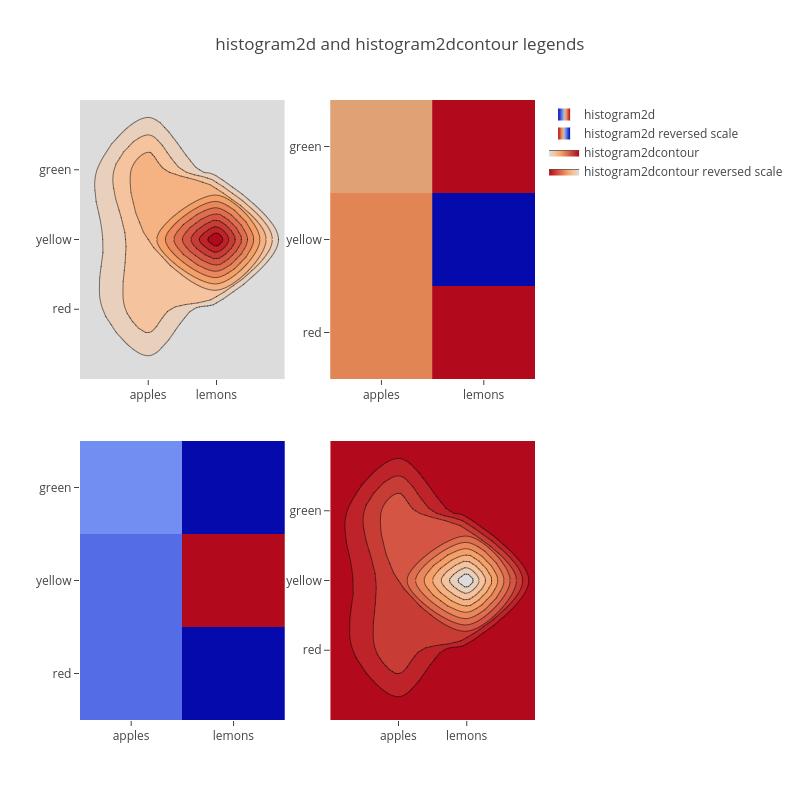 histogram2d and histogram2dcontour legends
green
yellow
red
apples lemons
green
yellow
red
apples lemons
histogram2d
histogram2d reversed scale
histogram2dcontour
histogram2dcontour reversed scale
green
yellow
red
apples lemons
green
yellow
red
apples lemons